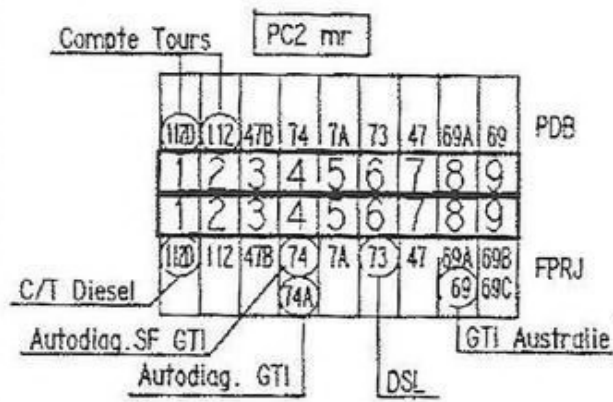 Compte Tours
PC2 mr
112D 112 47B 74 7A 73 47 69A 69 PDB
1 2 3 4 5 6 7 8 9
1 2 3 4 5 6 7 8 9
112D 112 47B 74 7A 73 47 69A 69B FPRJ
74A 69 69C
C/T Diesel
GTI Australie
Autodiag.SF GTI
Autodiag. GTI
DSL